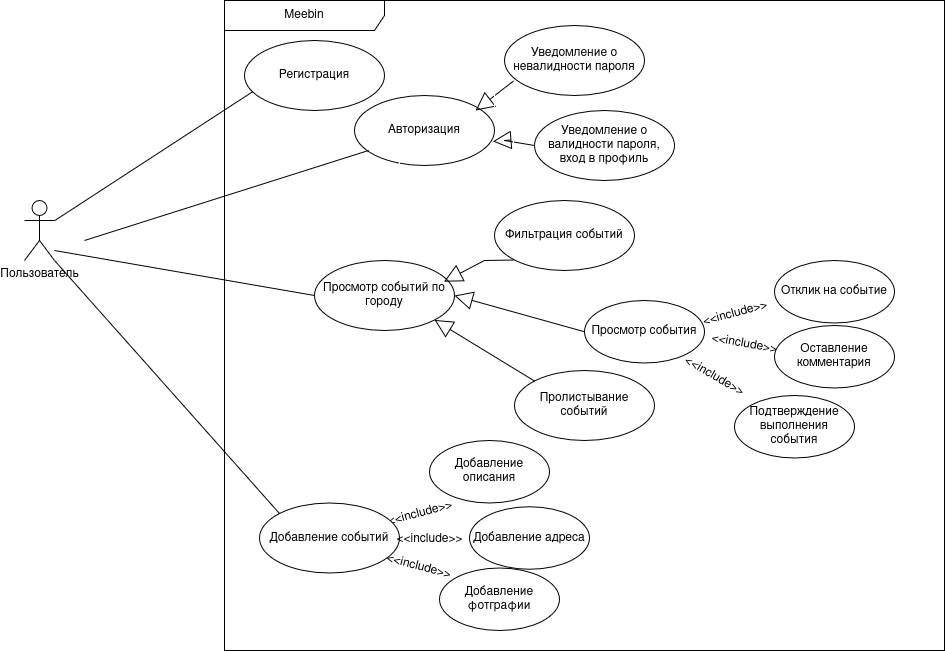 Meebin
Регистрация
Уведомление о
невалидности пароля
Авторизация
Уведомление о
валидности пароля,
вход в профиль
Пользователь
Фильтрация событий
Просмотр событий по
городу
Просмотр события
<<include>>
Отклик на событие
<<include>>
Оставление
комментария
<<include>>
Подтверждение
выполнения
события
Пролистывание
событий
Добавление событий
<<include>>
Добавление
описания
<<include>>
Добавление адреса
<<include>>
Добавление
фотграфии